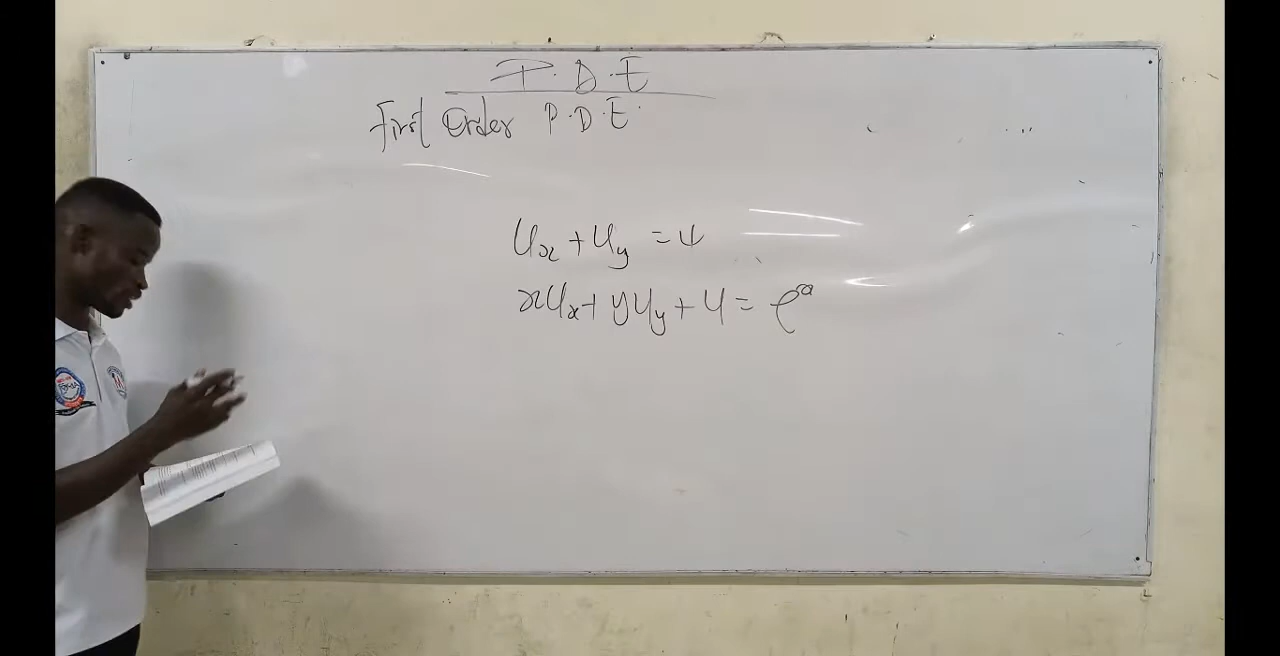 P.D.E
First Order P.D.E.
Ux + Uy = U
xUx + yUy + U = e^x